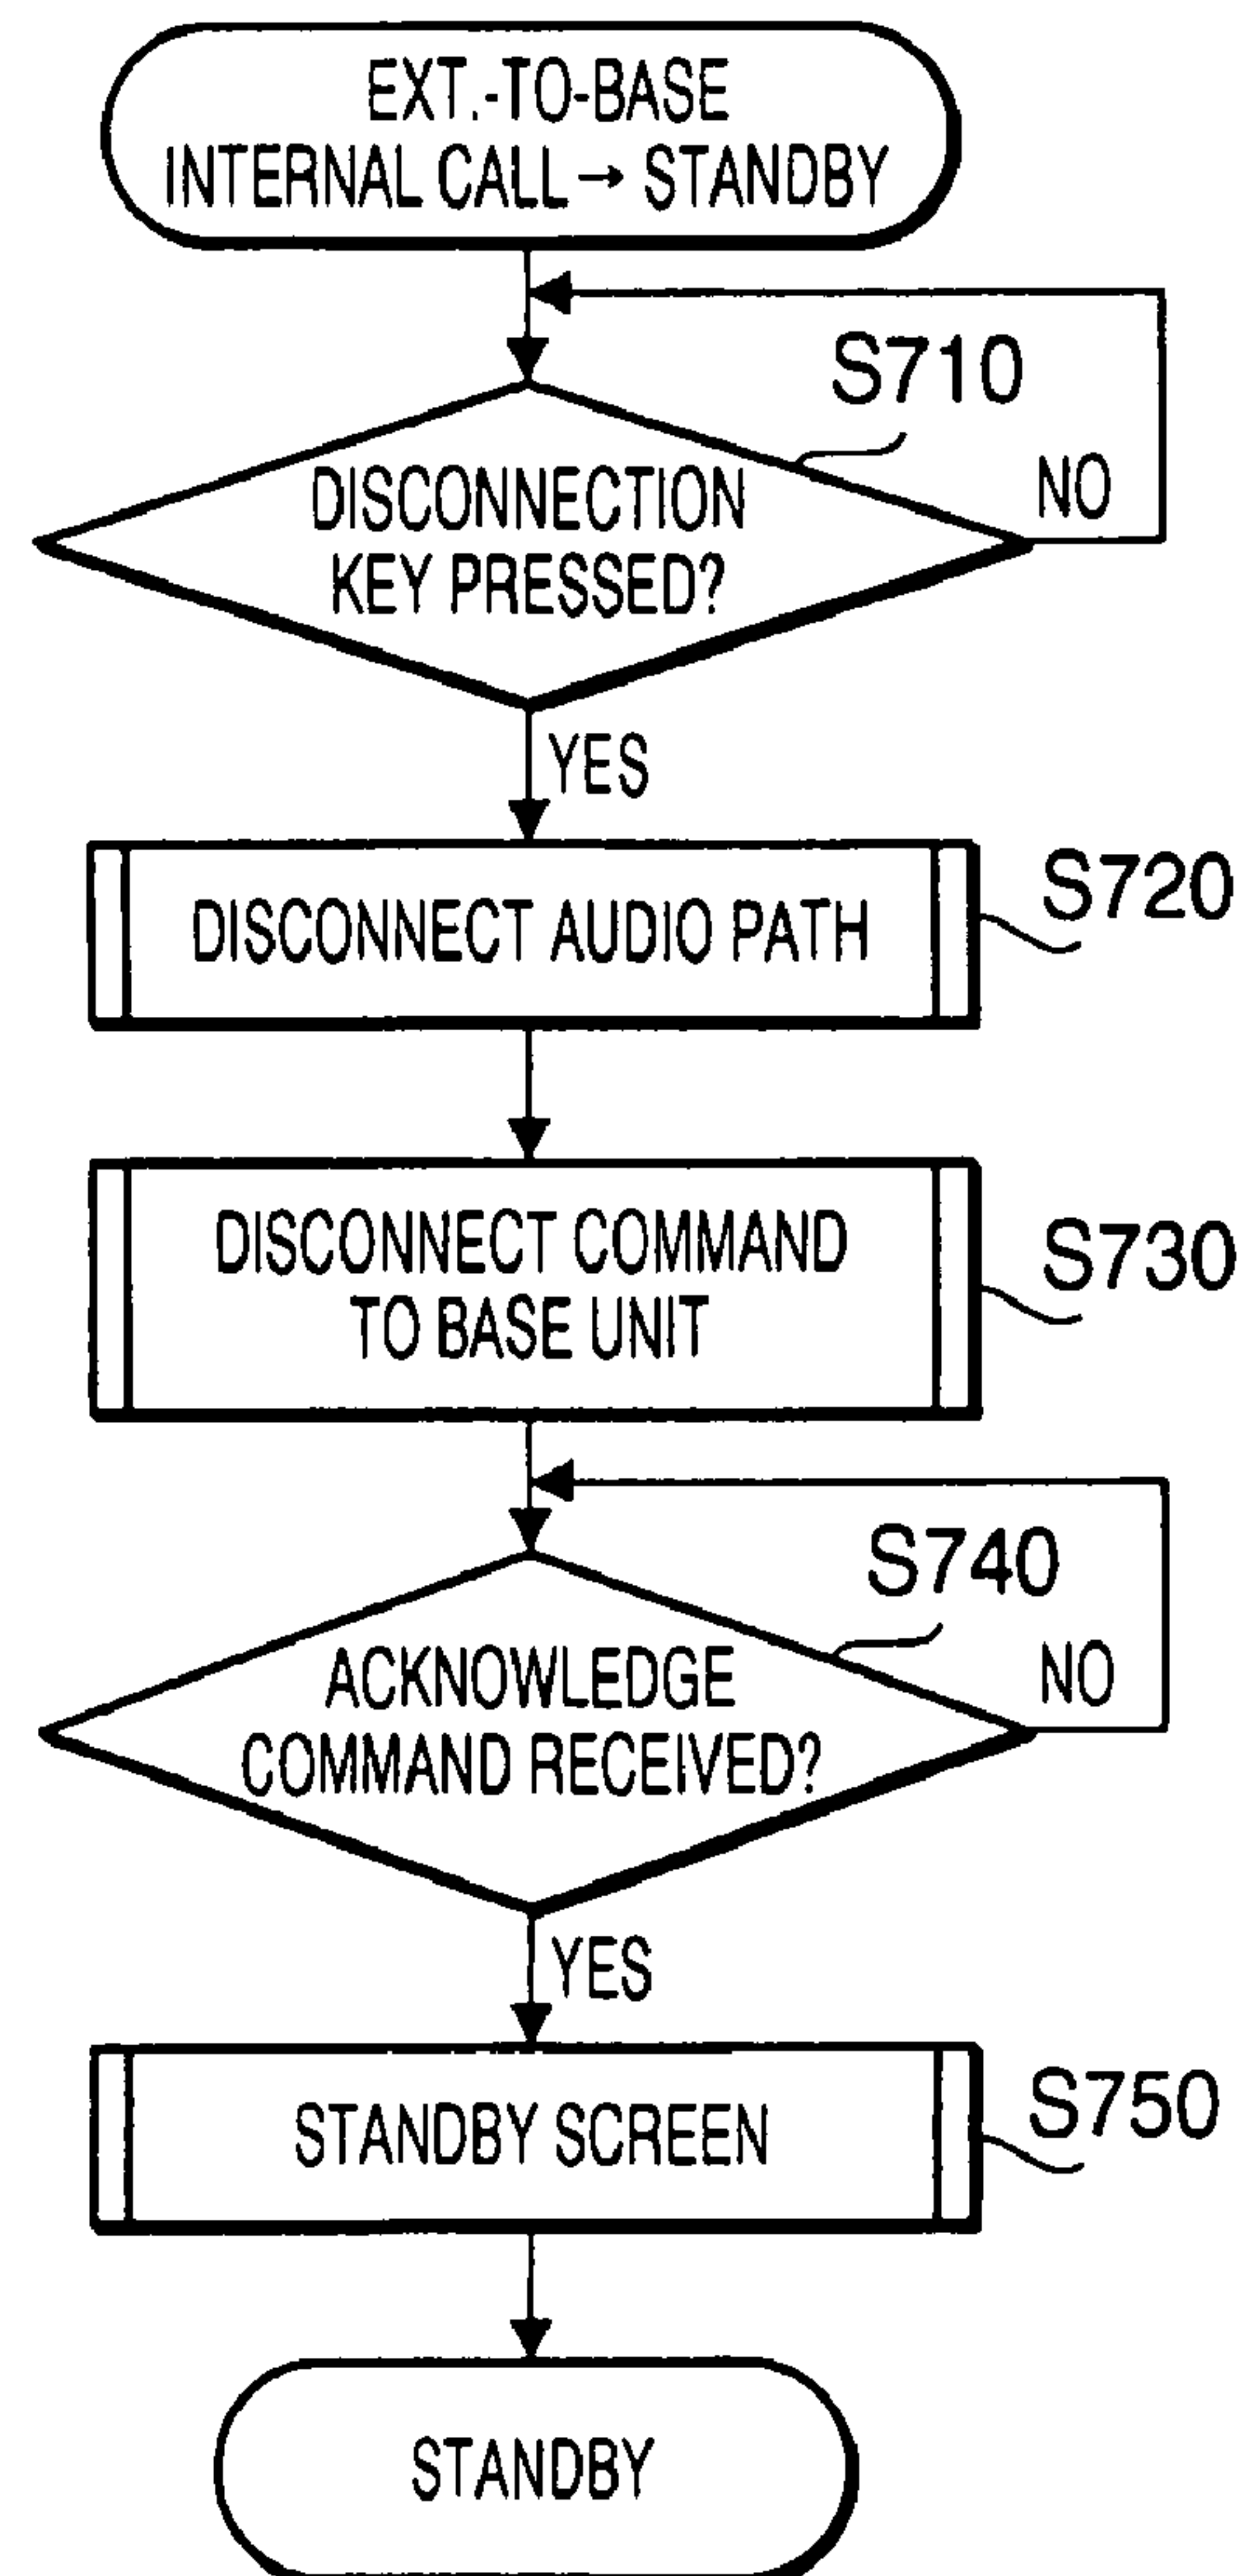 EXT.-TO-BASE
INTERNAL CALL → STANDBY
S710
DISCONNECTION
KEY PRESSED?
NO
YES
DISCONNECT AUDIO PATH
S720
DISCONNECT COMMAND
TO BASE UNIT
S730
S740
ACKNOWLEDGE
COMMAND RECEIVED?
NO
YES
STANDBY SCREEN
S750
STANDBY